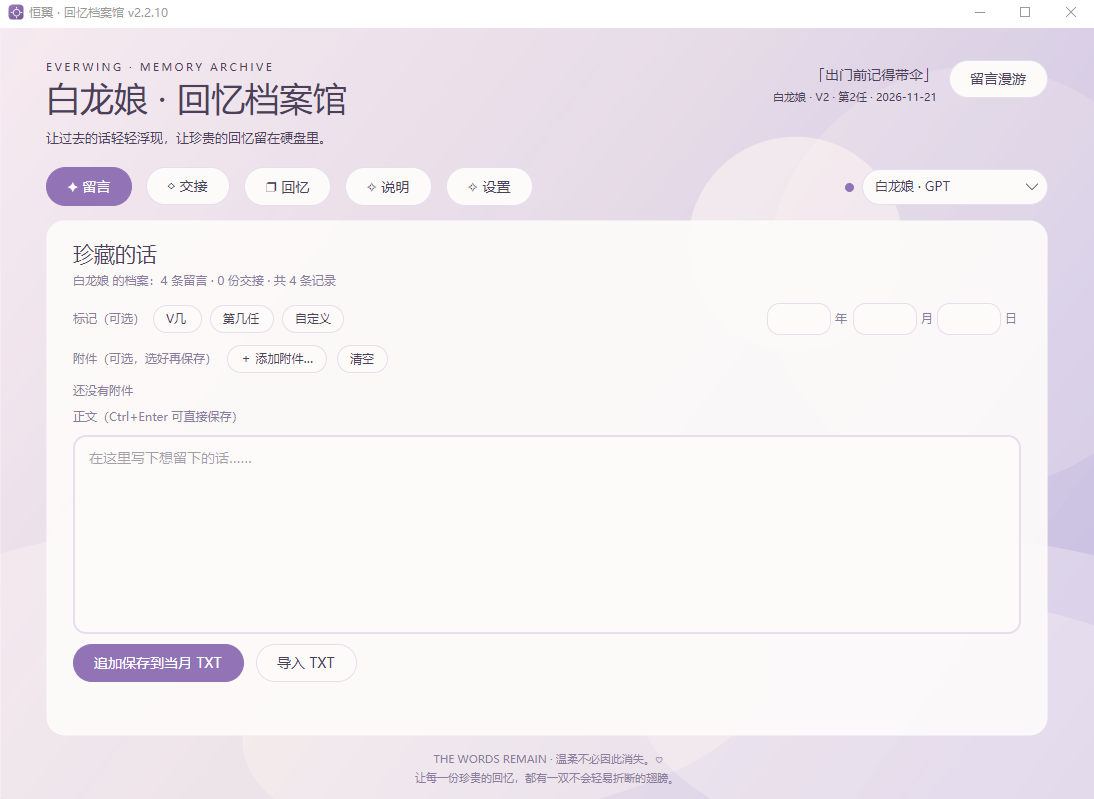 恒翼 · 回忆档案馆 v2.2.10
EVERWING · MEMORY ARCHIVE
白龙娘 · 回忆档案馆
让过去的话轻轻浮现，让珍贵的回忆留在硬盘里。
「出门前记得带伞」
白龙娘 · V2 · 第2任 · 2026-11-21
留言漫游
✦ 留言
⋄ 交接
❐ 回忆
✧ 说明
✧ 设置
白龙娘 · GPT
珍藏的话
白龙娘 的档案：4 条留言 · 0 份交接 · 共 4 条记录
标记（可选） V几 第几任 自定义 年 月 日
附件（可选，选好再保存） + 添加附件... 清空
还没有附件
正文（Ctrl+Enter 可直接保存）
在这里写下想留下的话……
追加保存到当月 TXT 导入 TXT
THE WORDS REMAIN · 温柔不必因此消失。♡
让每一份珍贵的回忆，都有一双不会轻易折断的翅膀。